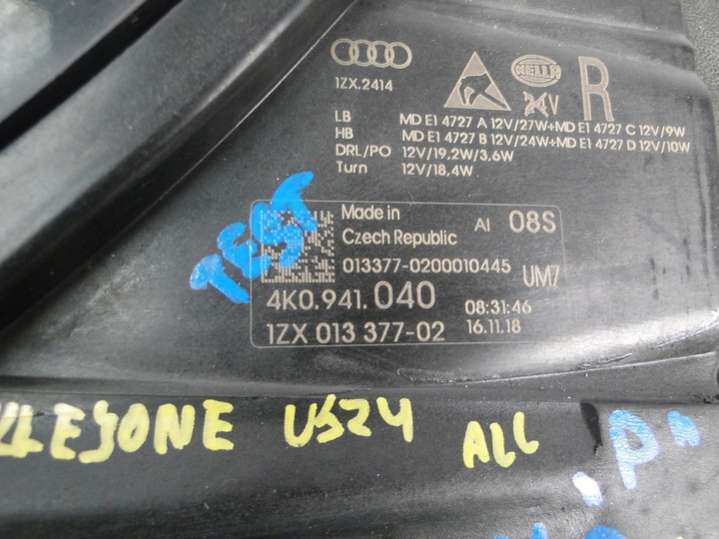 1ZX.2414
HELLA
24V
R
LB MD E1 4727 A 12V/27W+MD E1 4727 C 12V/9W
HB MD E1 4727 B 12V/24W+MD E1 4727 D 12V/10W
DRL/PO 12V/19,2W/3,6W
Turn 12V/18,4W
TEST
Made in
Czech Republic
AI 08S
013377-0200010445
UM7
4K0.941.040
08:31:46
1ZX 013 377-02
16.11.18
KLEJONE USZY ALL
"P"